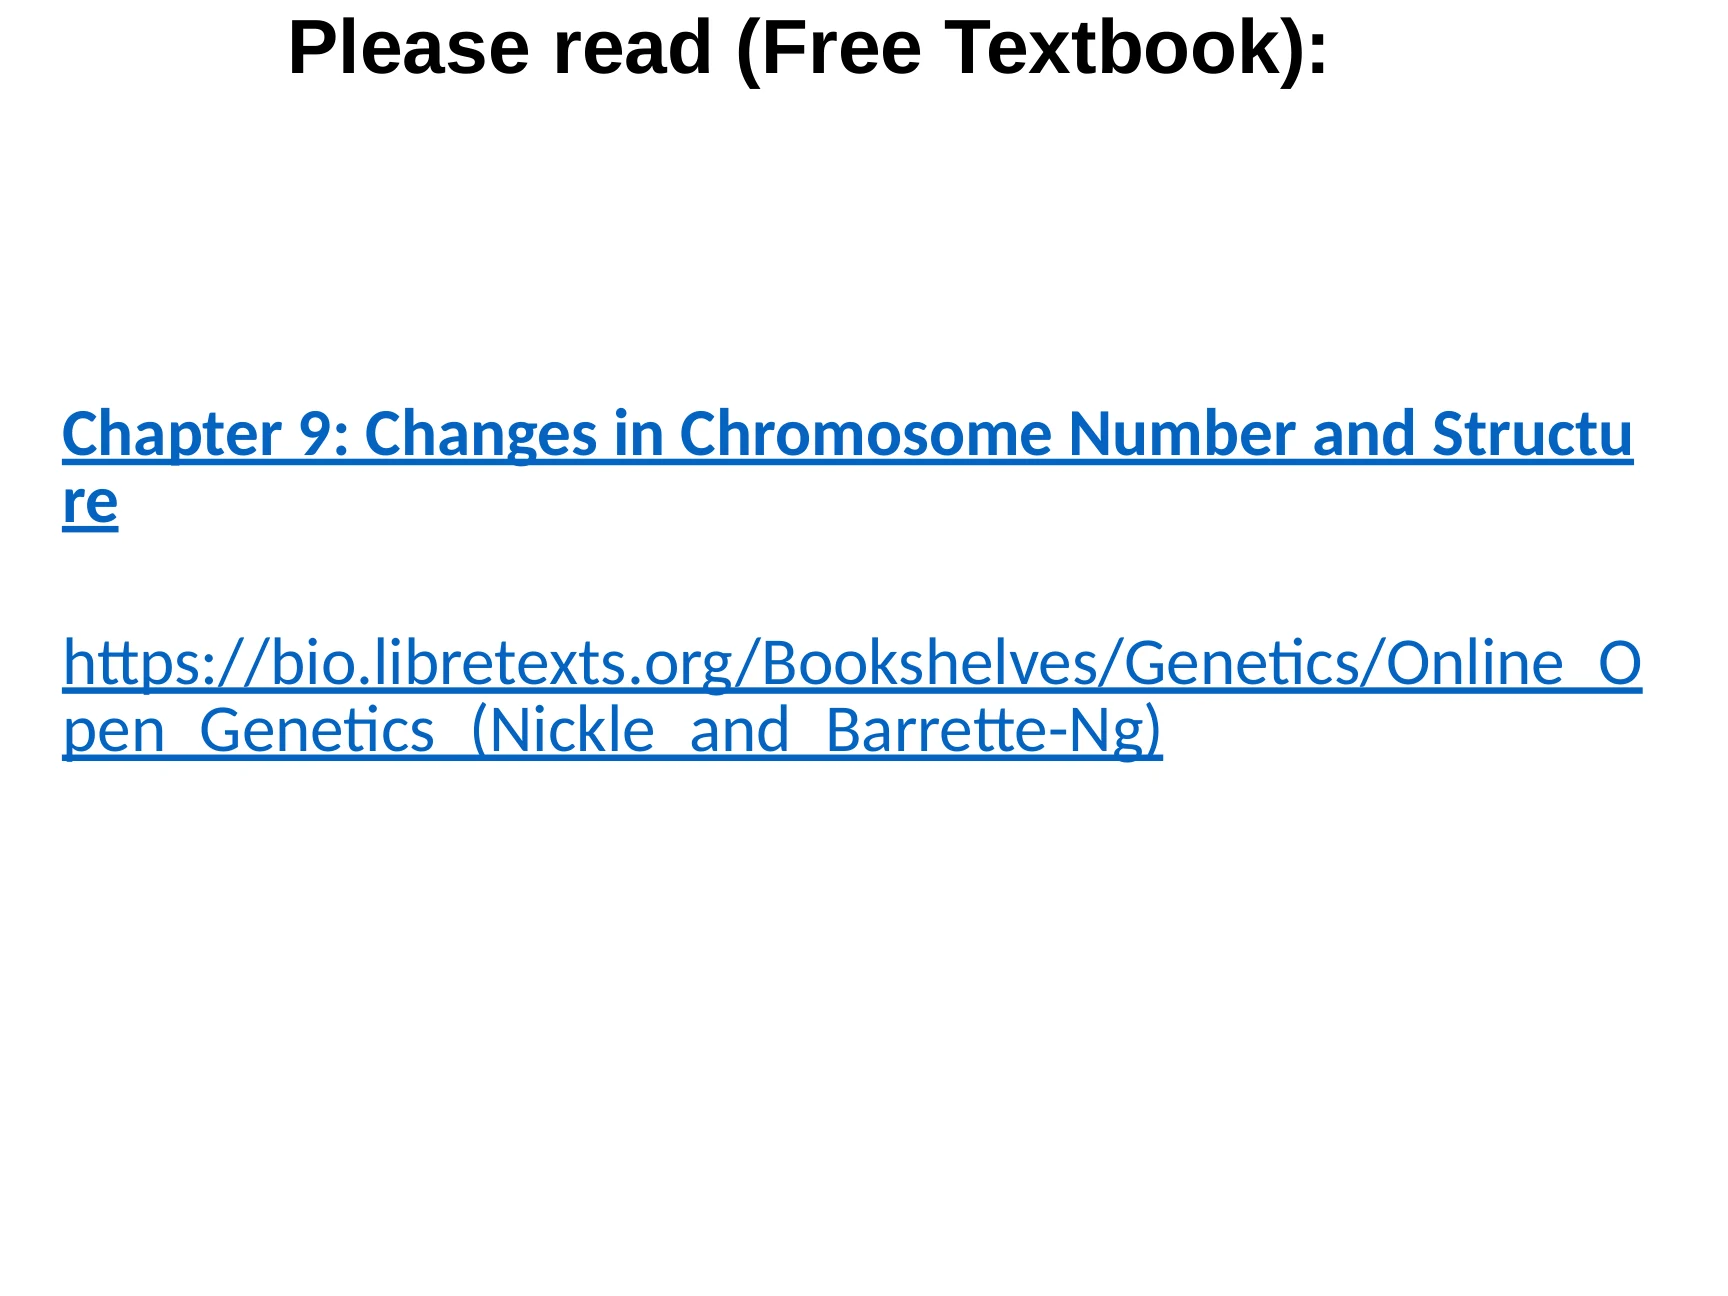 Please read (Free Textbook):
Chapter 9: Changes in Chromosome Number and Structu
re
https://bio.libretexts.org/Bookshelves/Genetics/Online_O
pen_Genetics_(Nickle_and_Barrette-Ng)